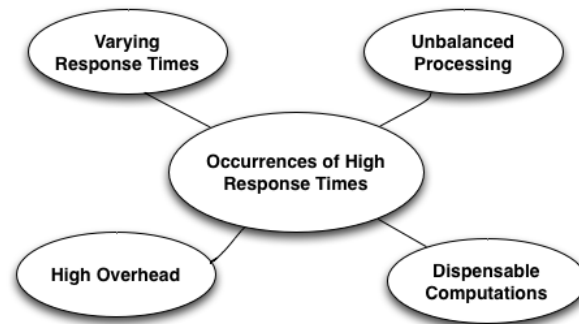 Varying
Response Times
Unbalanced
Processing
Occurrences of High
Response Times
High Overhead
Dispensable
Computations